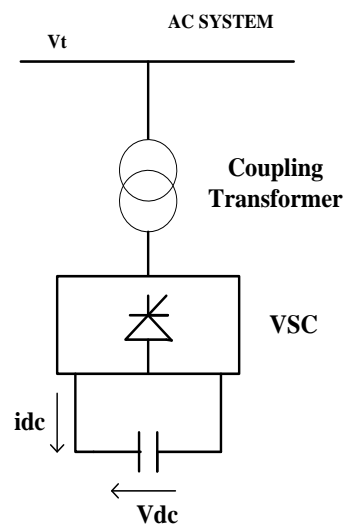 AC SYSTEM
Vt
Coupling
Transformer
VSC
idc
Vdc